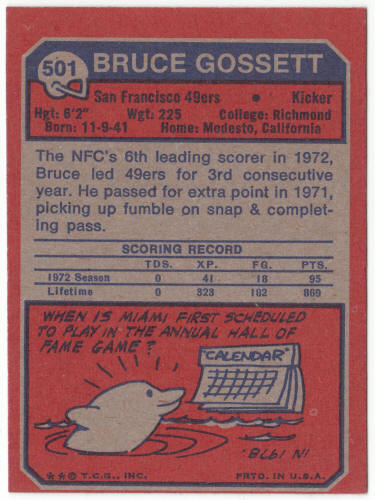 501 BRUCE GOSSETT
San Francisco 49ers • Kicker
Hgt: 6'2" Wgt: 225 College: Richmond
Born: 11-9-41 Home: Modesto, California
The NFC's 6th leading scorer in 1972,
Bruce led 49ers for 3rd consecutive
year. He passed for extra point in 1971,
picking up fumble on snap & complet-
ing pass.
SCORING RECORD
TDS. XP. FG. PTS.
1972 Season 0 41 18 95
Lifetime 0 323 182 869
WHEN IS MIAMI FIRST SCHEDULED
TO PLAY IN THE ANNUAL HALL OF
FAME GAME?
"CALENDAR"
IN 1978.
**© T.C.G., INC. PRTD. IN U.S.A.